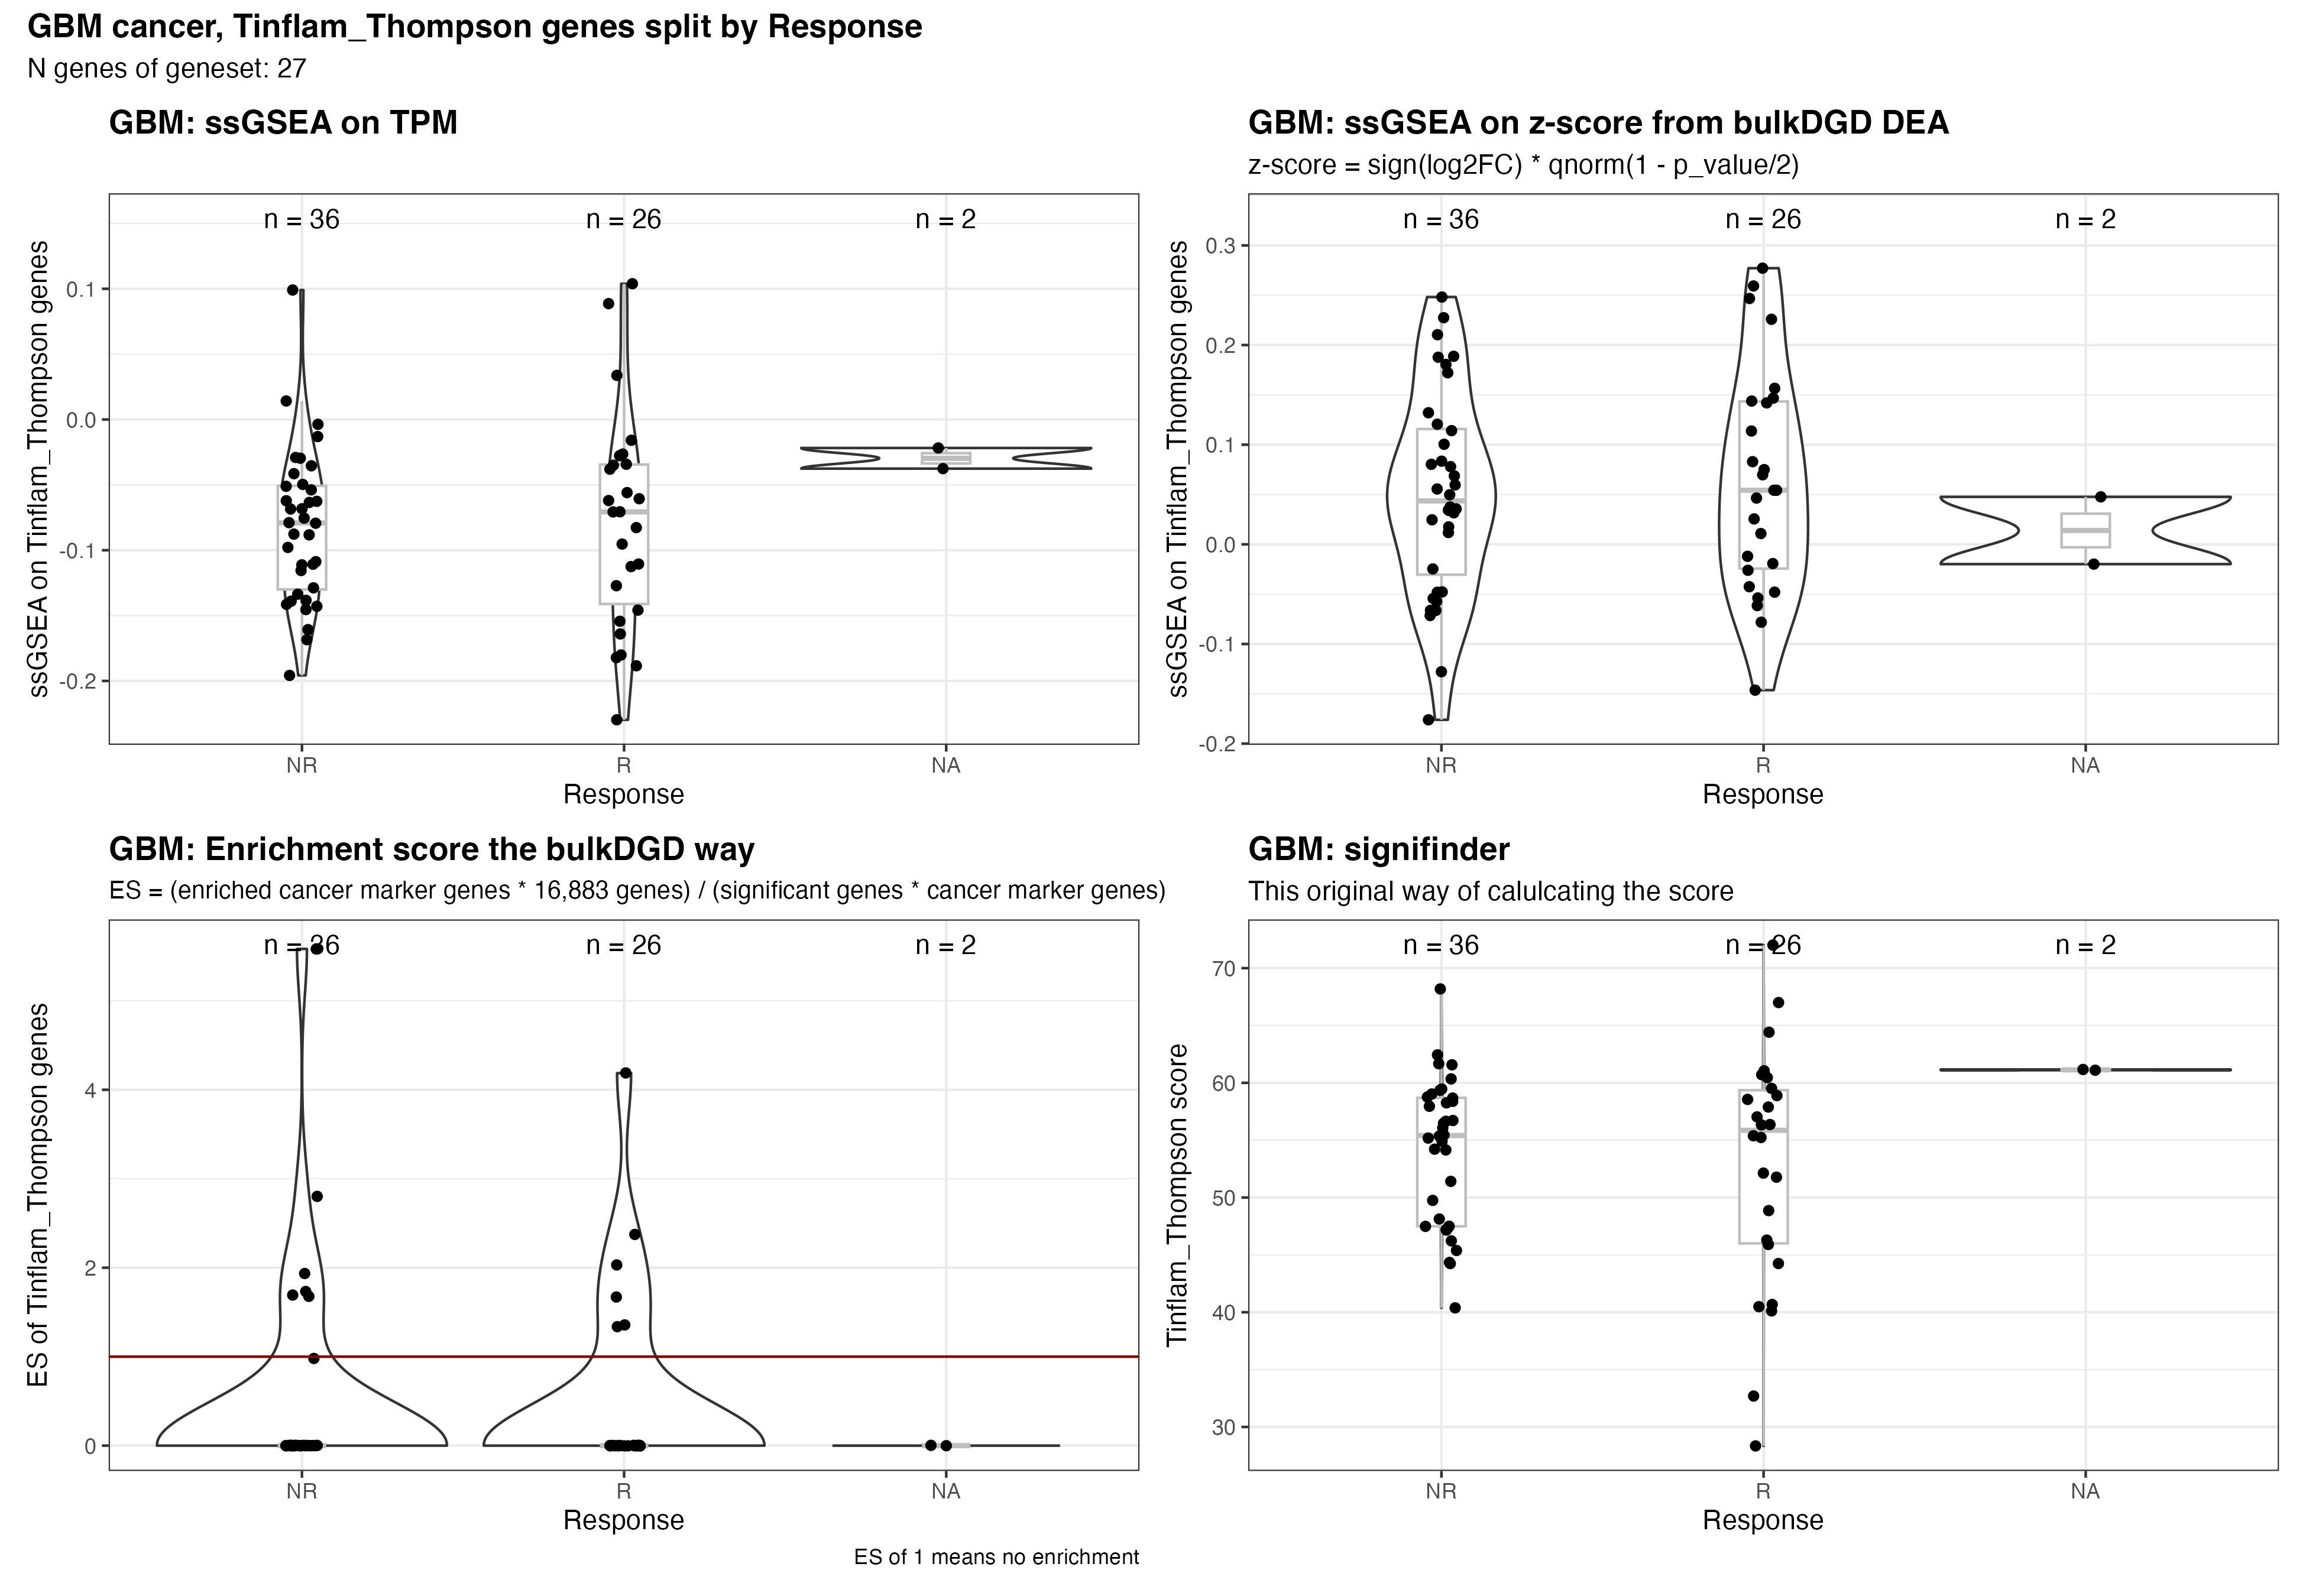 GBM cancer, Tinflam_Thompson genes split by Response
N genes of geneset: 27
GBM: ssGSEA on TPM
n = 36
n = 26
n = 2
ssGSEA on Tinflam_Thompson genes
0.1
0.0
-0.1
-0.2
NR
R
NA
Response
GBM: ssGSEA on z-score from bulkDGD DEA
z-score = sign(log2FC) * qnorm(1 - p_value/2)
n = 36
n = 26
n = 2
ssGSEA on Tinflam_Thompson genes
0.3
0.2
0.1
0.0
-0.1
-0.2
NR
R
NA
Response
GBM: Enrichment score the bulkDGD way
ES = (enriched cancer marker genes * 16,883 genes) / (significant genes * cancer marker genes)
n = 36
n = 26
n = 2
ES of Tinflam_Thompson genes
4
2
0
NR
R
NA
Response
ES of 1 means no enrichment
GBM: signifinder
This original way of calulcating the score
n = 36
n = 26
n = 2
Tinflam_Thompson score
70
60
50
40
30
NR
R
NA
Response